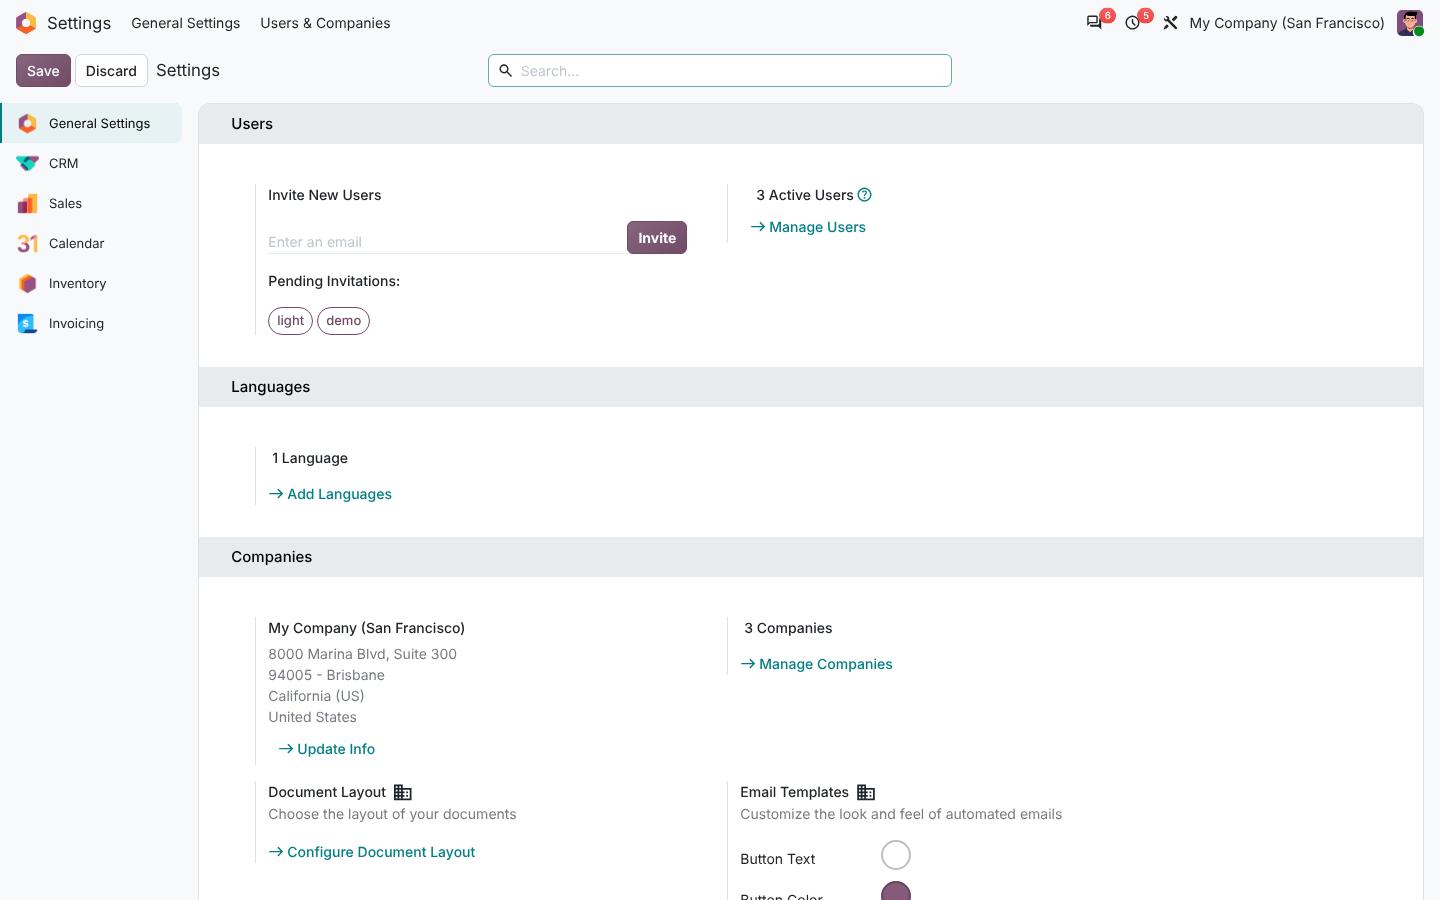 Settings
General Settings
Users & Companies
6
5
My Company (San Francisco)
Save
Discard
Settings
Search...
General Settings
CRM
Sales
31 Calendar
Inventory
$ Invoicing
Users
Invite New Users
Enter an email
Invite
Pending Invitations:
light
demo
3 Active Users ?
→ Manage Users
Languages
1 Language
→ Add Languages
Companies
My Company (San Francisco)
8000 Marina Blvd, Suite 300
94005 - Brisbane
California (US)
United States
→ Update Info
3 Companies
→ Manage Companies
Document Layout
Choose the layout of your documents
→ Configure Document Layout
Email Templates
Customize the look and feel of automated emails
Button Text
Button Color